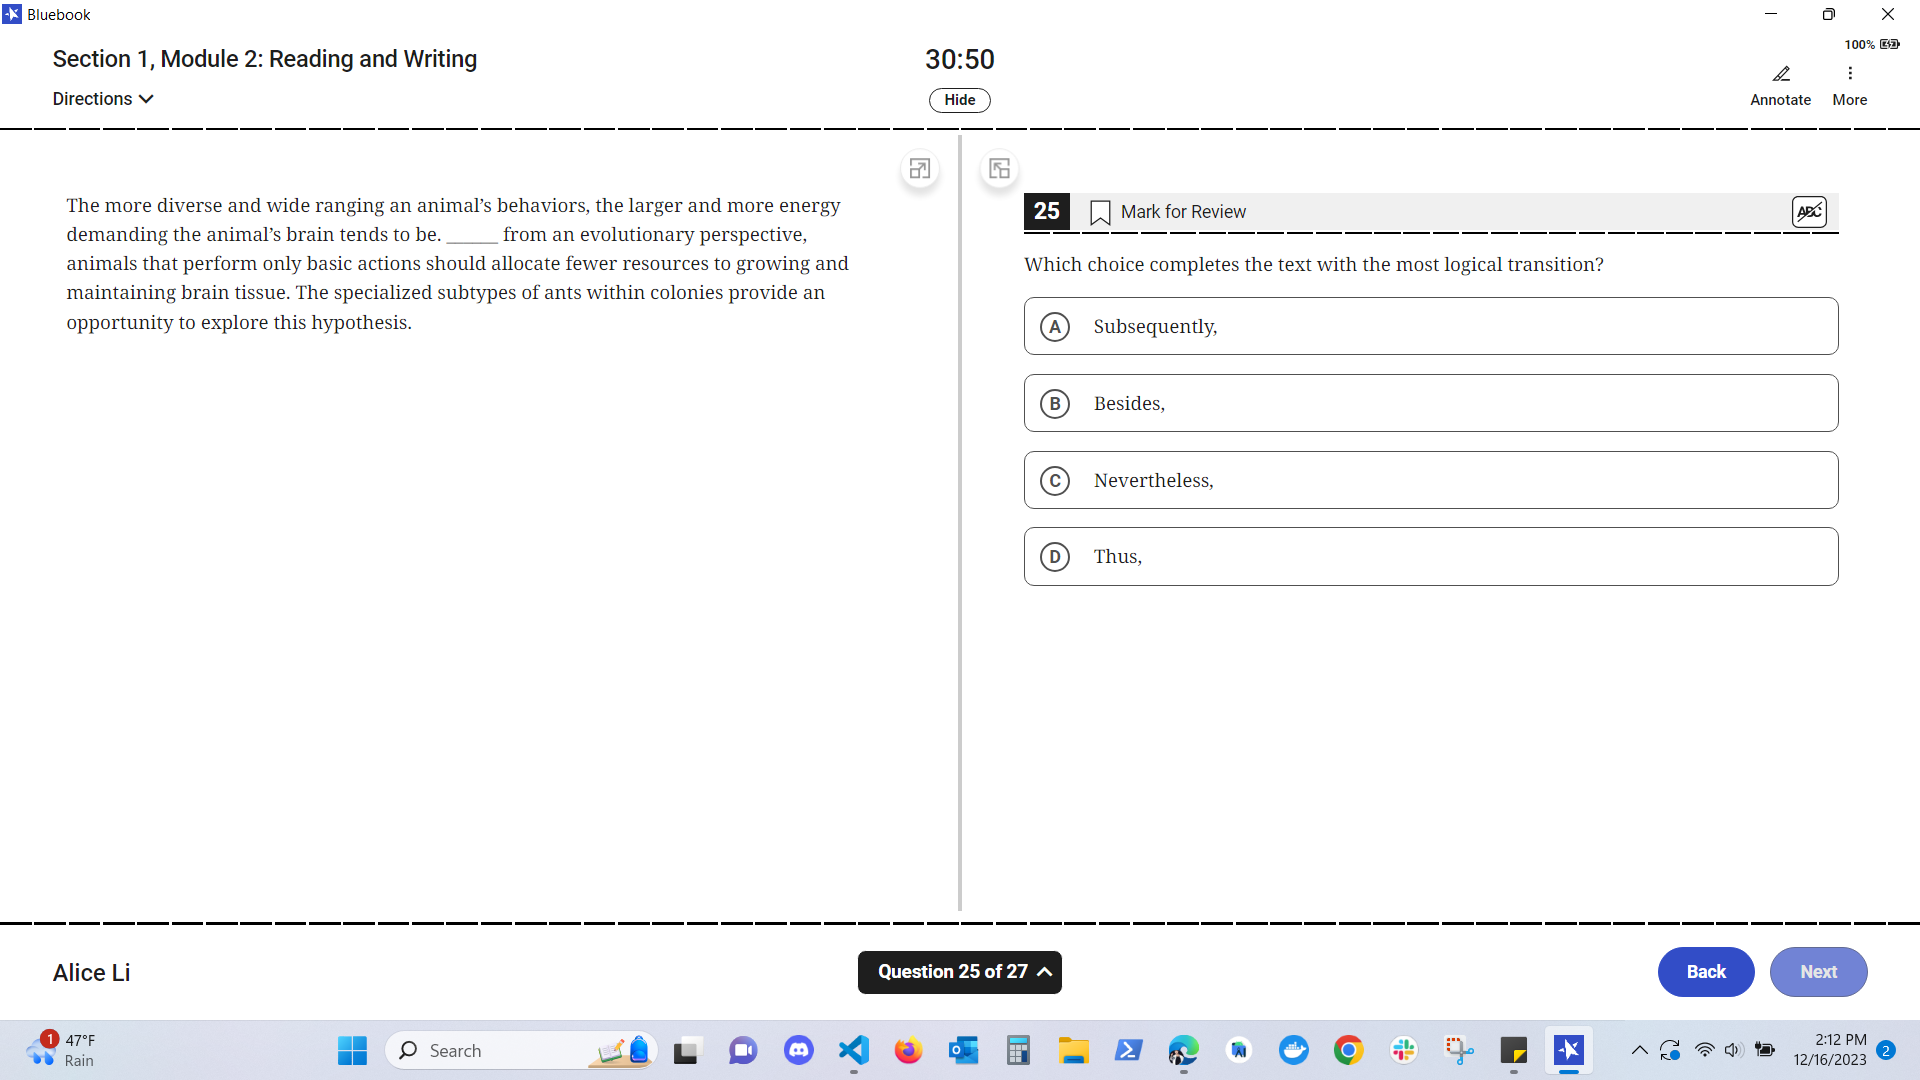 Bluebook
Section 1, Module 2: Reading and Writing
Directions
30:50
Hide
100%
Annotate
More
The more diverse and wide ranging an animal’s behaviors, the larger and more energy
demanding the animal’s brain tends to be. ______ from an evolutionary perspective,
animals that perform only basic actions should allocate fewer resources to growing and
maintaining brain tissue. The specialized subtypes of ants within colonies provide an
opportunity to explore this hypothesis.
25
Mark for Review
ABC
Which choice completes the text with the most logical transition?
A Subsequently,
B Besides,
C Nevertheless,
D Thus,
Alice Li
Question 25 of 27
Back
Next
1
47°F
Rain
Search
2:12 PM
12/16/2023
2